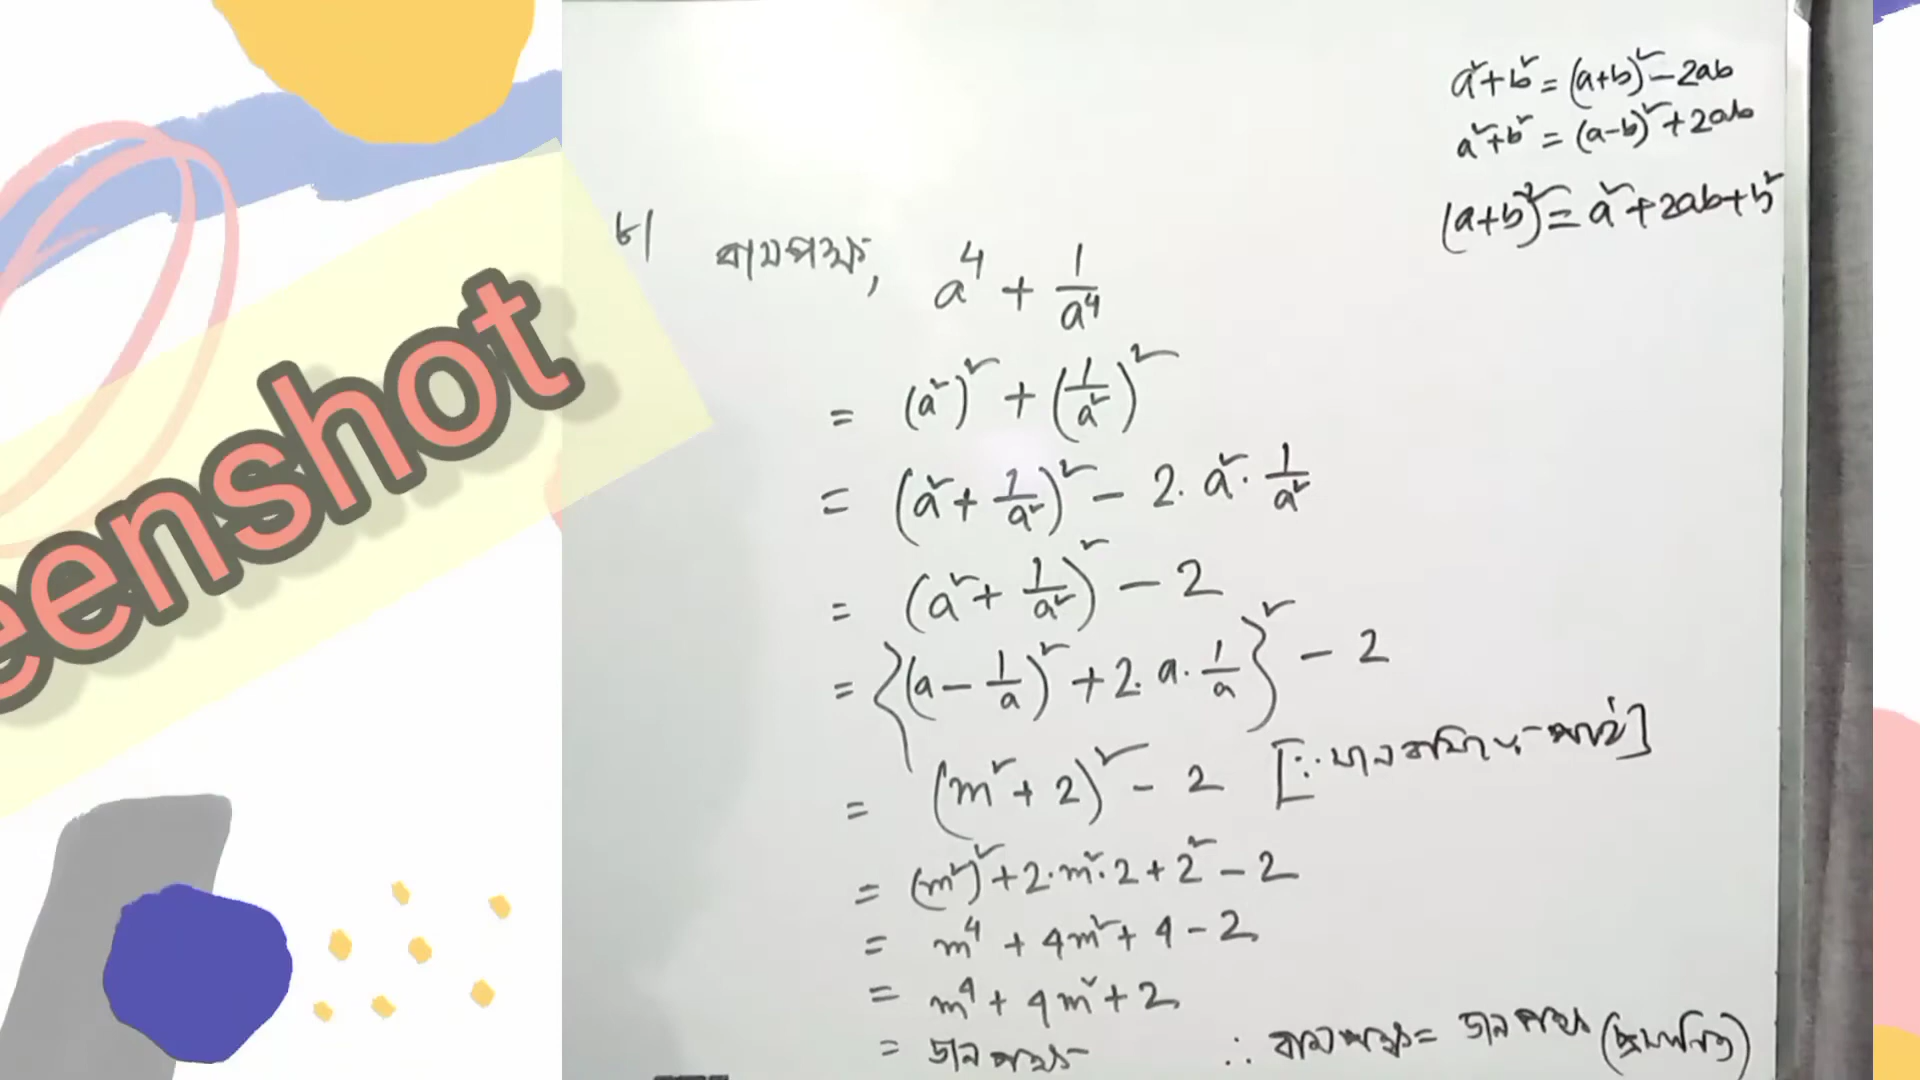 eenshot
a²+b² = (a+b)² - 2ab
a²+b² = (a-b)² + 2ab
(a+b)² = a²+2ab+b²
৮। বামপক্ষ, a⁴ + 1/a⁴
= (a²)² + (1/a²)²
= (a² + 1/a²)² - 2. a². 1/a²
= (a² + 1/a²)² - 2
= {(a - 1/a)² + 2. a. 1/a}² - 2
= (m² + 2)² - 2 [∵ মান বসিয়ে পাই]
= (m²)² + 2·m²·2 + 2² - 2
= m⁴ + 4m² + 4 - 2
= m⁴ + 4m² + 2
= ডানপক্ষ
∴ বামপক্ষ = ডানপক্ষ (প্রমাণিত)